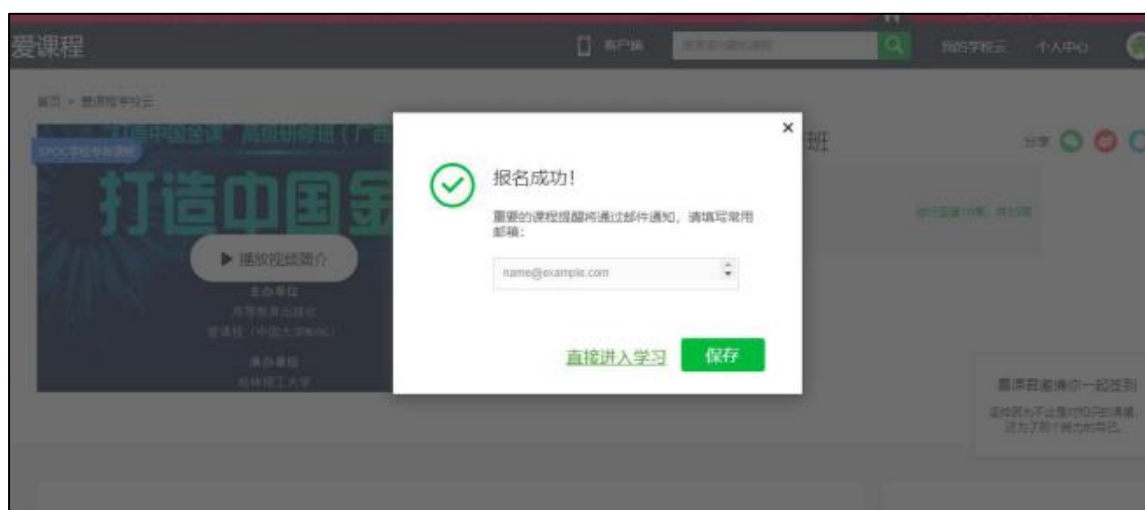 爱课程
客户端
我的学校云
个人中心
首页 > 爱课程学校云
分享
SPOC学校专有课程
打造中国金
播放视频简介
主办单位
高等教育出版社
爱课程(中国大学MOOC)
承办单位
桂林理工大学
班
×
报名成功!
重要的课程提醒将通过邮件通知,请填写常用
邮箱:
name@example.com
直接进入学习
保存
慕课君邀请你一起签到